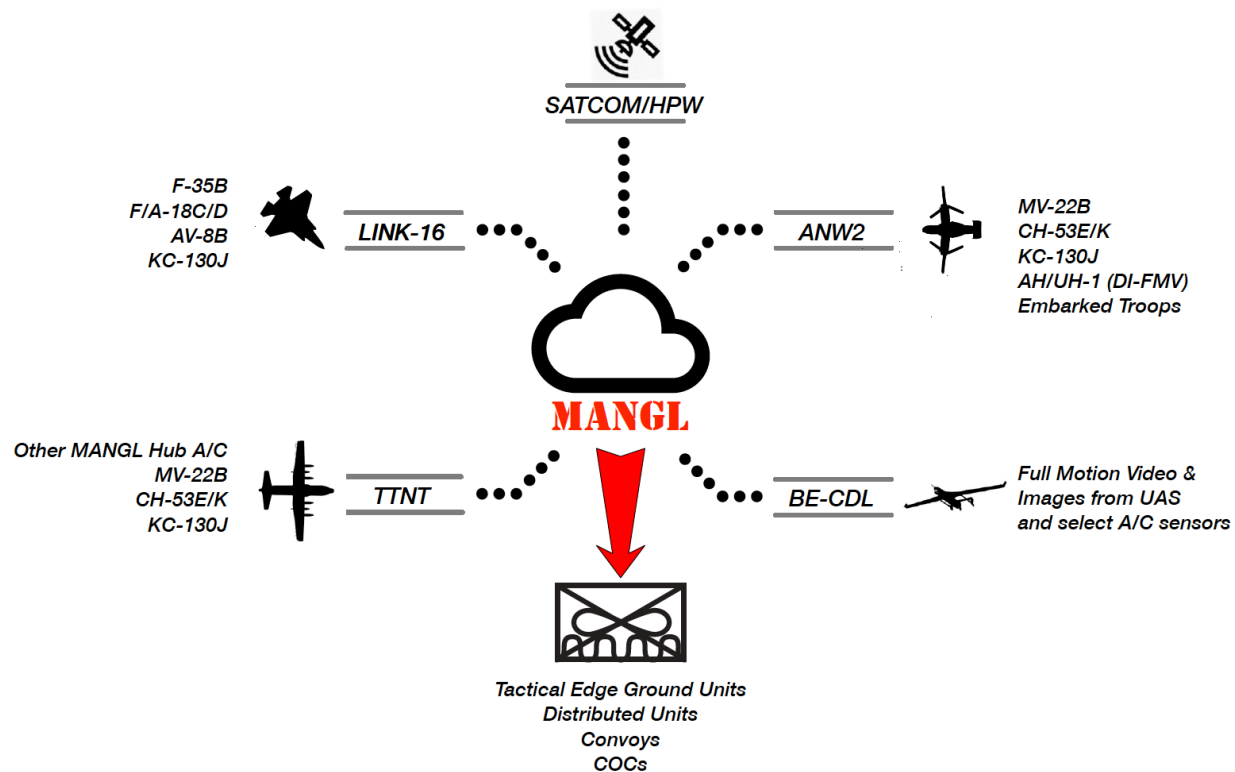 SATCOM/HPW
F-35B
F/A-18C/D
AV-8B
KC-130J
LINK-16
ANW2
MV-22B
CH-53E/K
KC-130J
AH/UH-1 (DI-FMV)
Embarked Troops
MANGL
Other MANGL Hub A/C
MV-22B
CH-53E/K
KC-130J
TTNT
BE-CDL
Full Motion Video &
Images from UAS
and select A/C sensors
Tactical Edge Ground Units
Distributed Units
Convoys
COCs